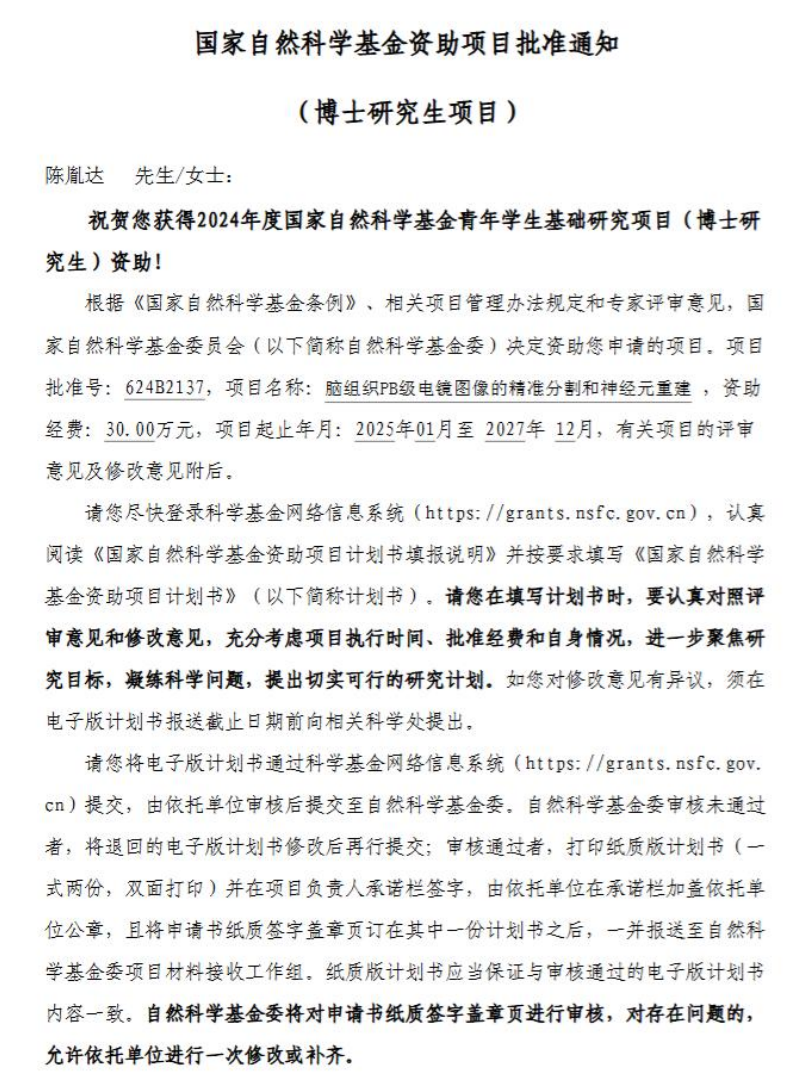 国家自然科学基金资助项目批准通知
（博士研究生项目）
陈胤达 先生/女士：
祝贺您获得2024年度国家自然科学基金青年学生基础研究项目（博士研
究生）资助！
根据《国家自然科学基金条例》、相关项目管理办法规定和专家评审意见，国
家自然科学基金委员会（以下简称自然科学基金委）决定资助您申请的项目。项目
批准号：624B2137，项目名称：脑组织PB级电镜图像的精准分割和神经元重建 ，资助
经费：30.00万元，项目起止年月：2025年01月至 2027年 12月，有关项目的评审
意见及修改意见附后。
请您尽快登录科学基金网络信息系统（https://grants.nsfc.gov.cn），认真
阅读《国家自然科学基金资助项目计划书填报说明》并按要求填写《国家自然科学
基金资助项目计划书》（以下简称计划书）。请您在填写计划书时，要认真对照评
审意见和修改意见，充分考虑项目执行时间、批准经费和自身情况，进一步聚焦研
究目标，凝练科学问题，提出切实可行的研究计划。如您对修改意见有异议，须在
电子版计划书报送截止日期前向相关科学处提出。
请您将电子版计划书通过科学基金网络信息系统（https://grants.nsfc.gov.
cn）提交，由依托单位审核后提交至自然科学基金委。自然科学基金委审核未通过
者，将退回的电子版计划书修改后再行提交；审核通过者，打印纸质版计划书（一
式两份，双面打印）并在项目负责人承诺栏签字，由依托单位在承诺栏加盖依托单
位公章，且将申请书纸质签字盖章页订在其中一份计划书之后，一并报送至自然科
学基金委项目材料接收工作组。纸质版计划书应当保证与审核通过的电子版计划书
内容一致。自然科学基金委将对申请书纸质签字盖章页进行审核，对存在问题的，
允许依托单位进行一次修改或补齐。